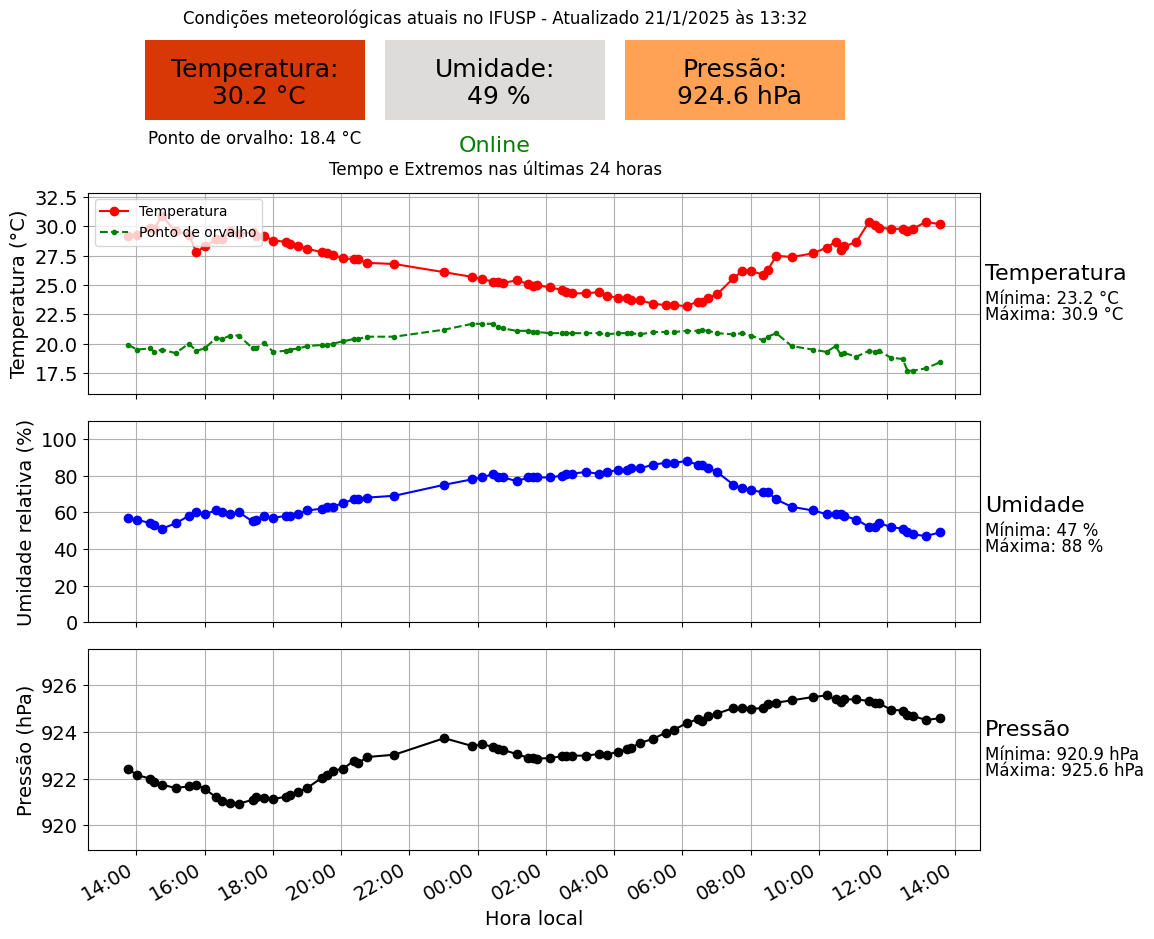 Condições meteorológicas atuais no IFUSP - Atualizado 21/1/2025 às 13:32
Temperatura:
30.2 °C
Umidade:
49 %
Pressão:
924.6 hPa
Ponto de orvalho: 18.4 °C
Online
Tempo e Extremos nas últimas 24 horas
Temperatura (°C)
32.5
30.0
27.5
25.0
22.5
20.0
17.5
Temperatura
Ponto de orvalho
Temperatura
Mínima: 23.2 °C
Máxima: 30.9 °C
Umidade relativa (%)
100
80
60
40
20
0
Umidade
Mínima: 47 %
Máxima: 88 %
Pressão (hPa)
926
924
922
920
Pressão
Mínima: 920.9 hPa
Máxima: 925.6 hPa
14:00
16:00
18:00
20:00
22:00
00:00
02:00
04:00
06:00
08:00
10:00
12:00
14:00
Hora local